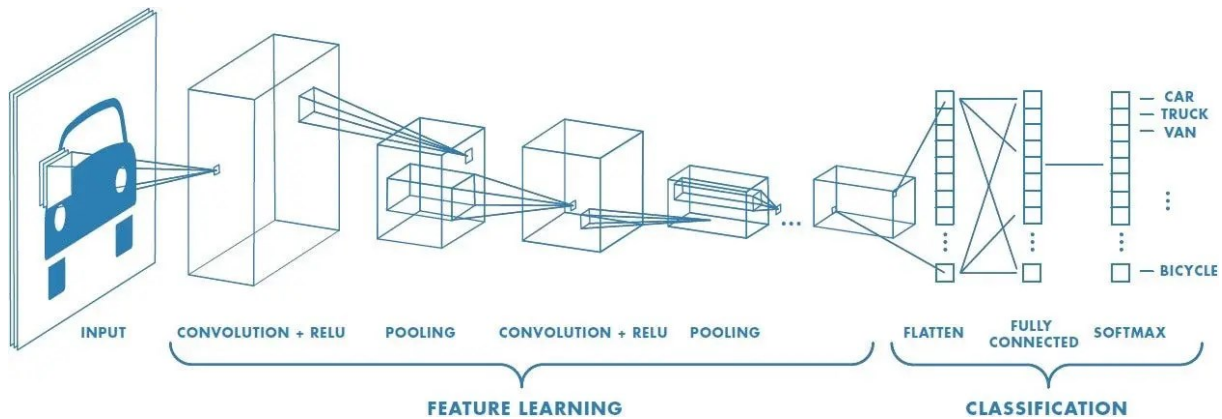 CAR
TRUCK
VAN
BICYCLE
INPUT
CONVOLUTION + RELU
POOLING
CONVOLUTION + RELU
POOLING
FLATTEN
FULLY
CONNECTED
SOFTMAX
FEATURE LEARNING
CLASSIFICATION